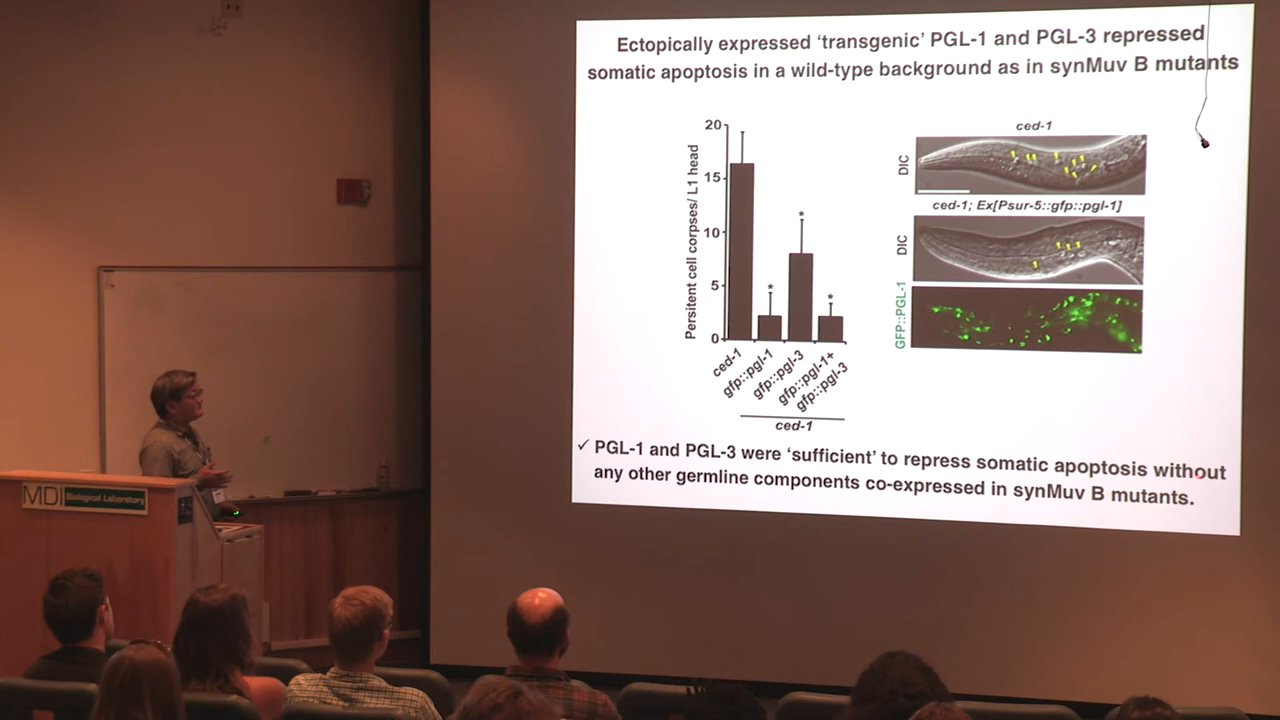 Ectopically expressed ‘transgenic’ PGL-1 and PGL-3 repressed
somatic apoptosis in a wild-type background as in synMuv B mutants
Persitent cell corpses/ L1 head
20
15
10
5
0
*
*
*
ced-1
gfp::pgl-1
gfp::pgl-3
gfp::pgl-1+
gfp::pgl-3
ced-1
ced-1
DIC
ced-1; Ex[Psur-5::gfp::pgl-1]
DIC
GFP::PGL-1
✓ PGL-1 and PGL-3 were ‘sufficient’ to repress somatic apoptosis without
any other germline components co-expressed in synMuv B mutants.
MDI Biological Laboratory